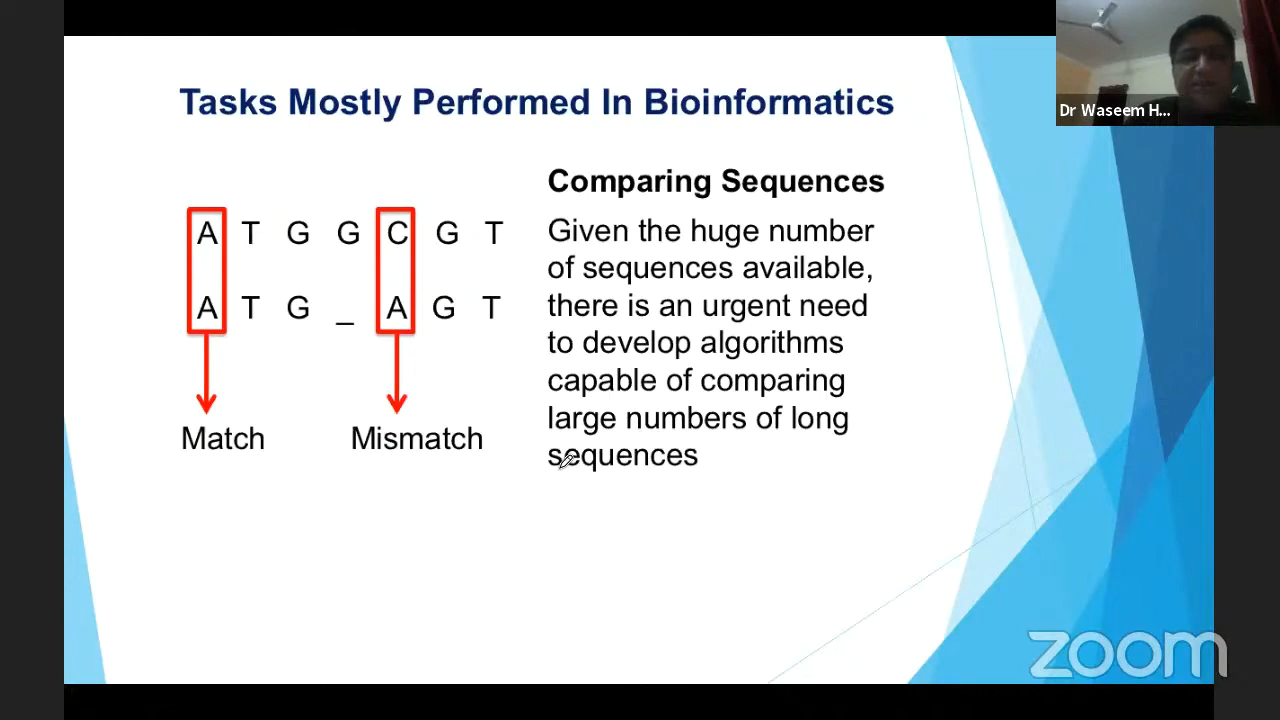 Dr Waseem H...
Tasks Mostly Performed In Bioinformatics
A T G G C G T
A T G _ A G T
Match Mismatch
Comparing Sequences
Given the huge number
of sequences available,
there is an urgent need
to develop algorithms
capable of comparing
large numbers of long
sequences
zoom